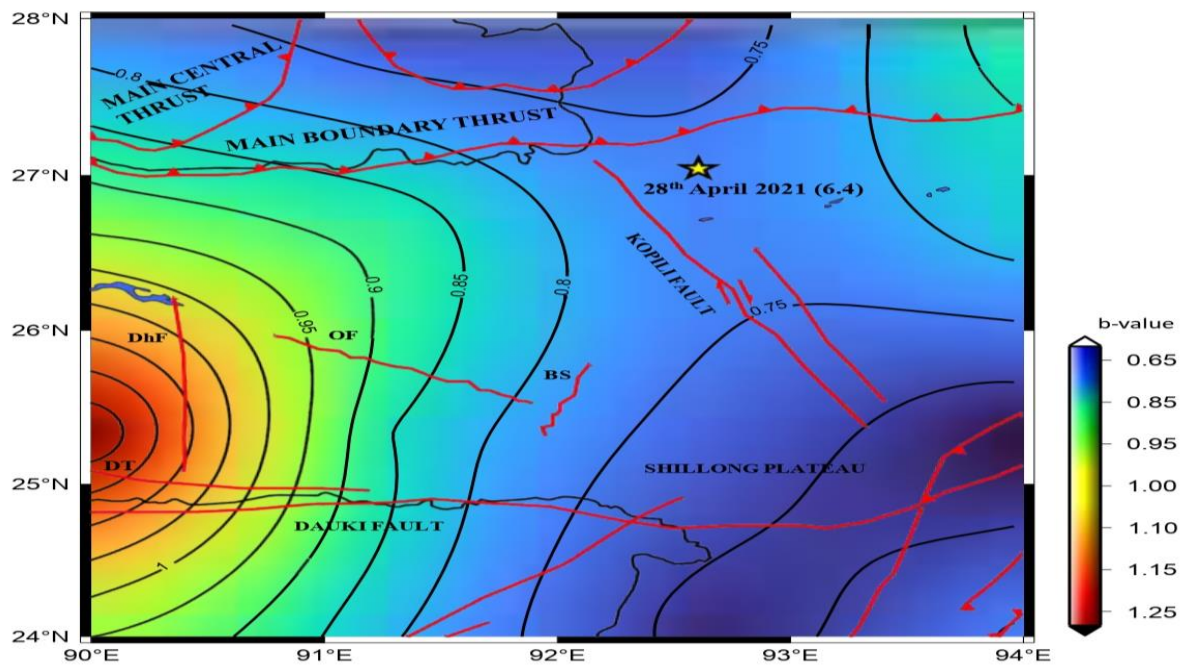 28°N
0.8
0.75
MAIN CENTRAL
THRUST
MAIN BOUNDARY THRUST
27°N
28th April 2021 (6.4)
KOPILI FAULT
0.9
0.85
0.8
0.95
0.75
26°N
DhF
OF
BS
b-value
0.65
0.85
0.95
1.00
1.10
1.15
1.25
DT
SHILLONG PLATEAU
25°N
DAUKI FAULT
1
24°N
90°E
91°E
92°E
93°E
94°E